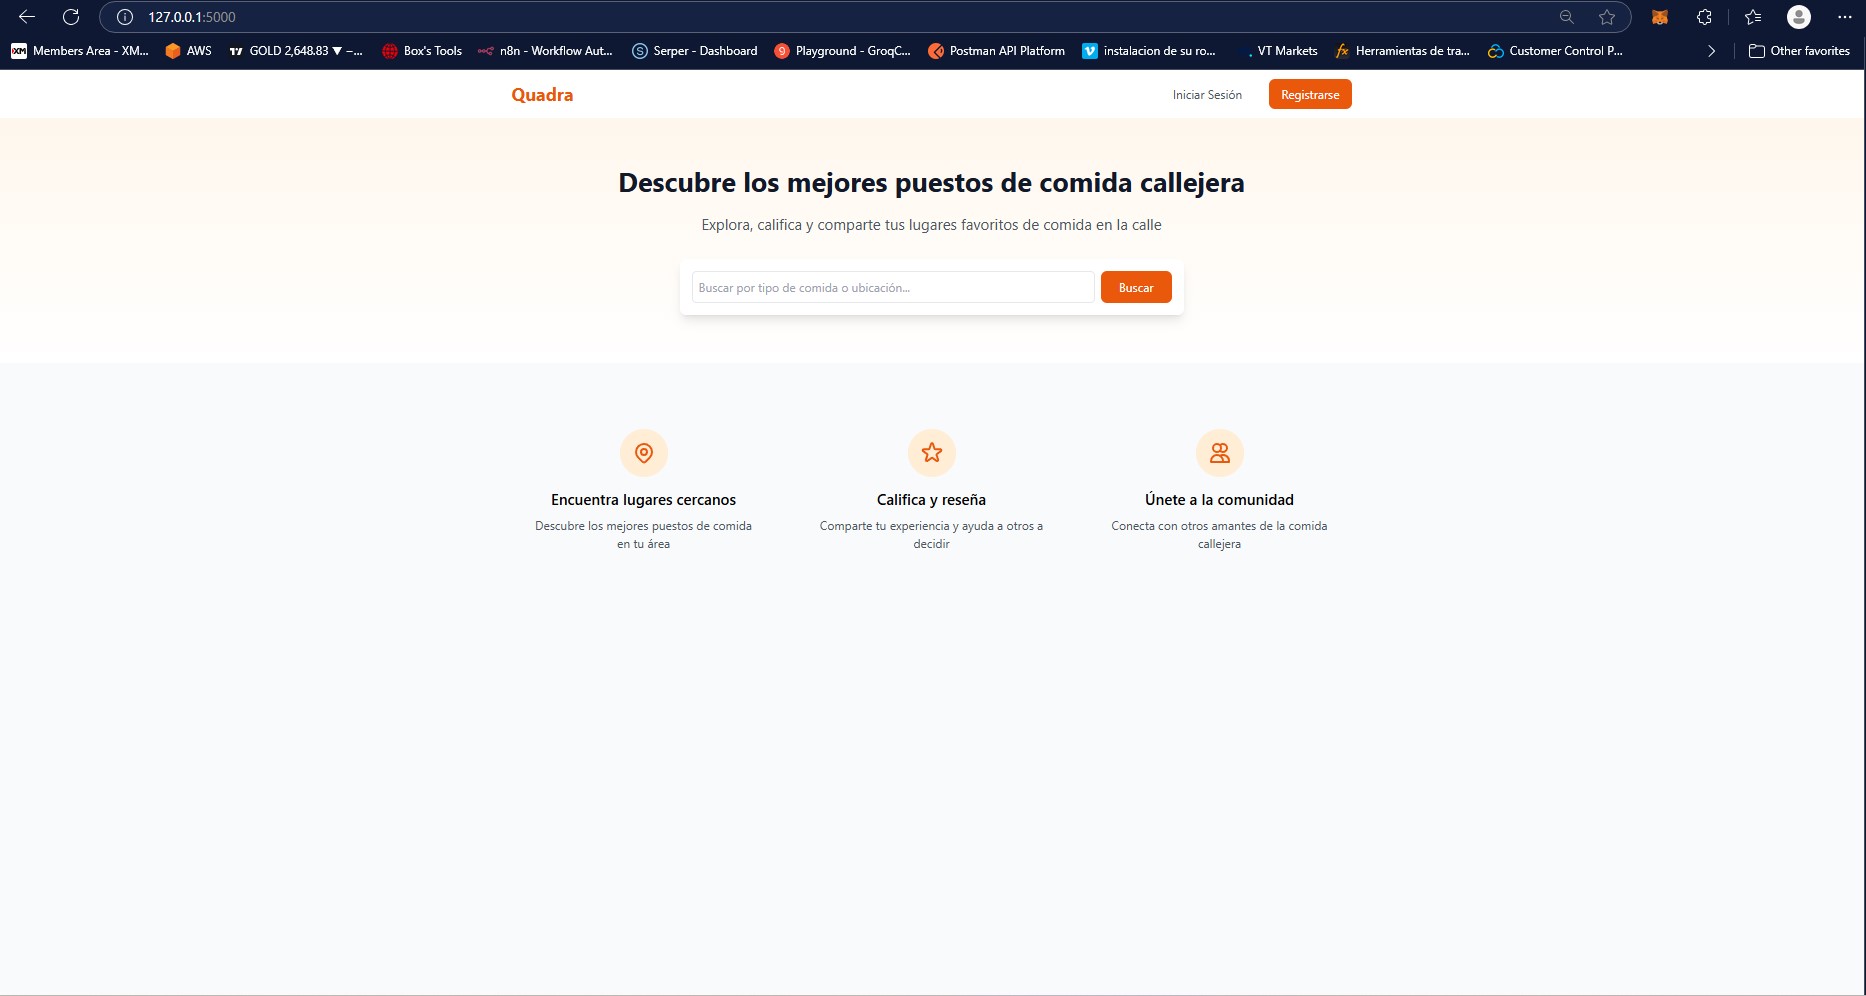 127.0.0.1:5000
Members Area - XM...
AWS
GOLD 2,648.83 ▼ −...
Box's Tools
n8n - Workflow Aut...
Serper - Dashboard
Playground - GroqC...
Postman API Platform
instalacion de su ro...
VT Markets
Herramientas de tra...
Customer Control P...
Other favorites
Quadra
Iniciar Sesión
Registrarse
Descubre los mejores puestos de comida callejera
Explora, califica y comparte tus lugares favoritos de comida en la calle
Buscar por tipo de comida o ubicación...
Buscar
Encuentra lugares cercanos
Descubre los mejores puestos de comida
en tu área
Califica y reseña
Comparte tu experiencia y ayuda a otros a
decidir
Únete a la comunidad
Conecta con otros amantes de la comida
callejera